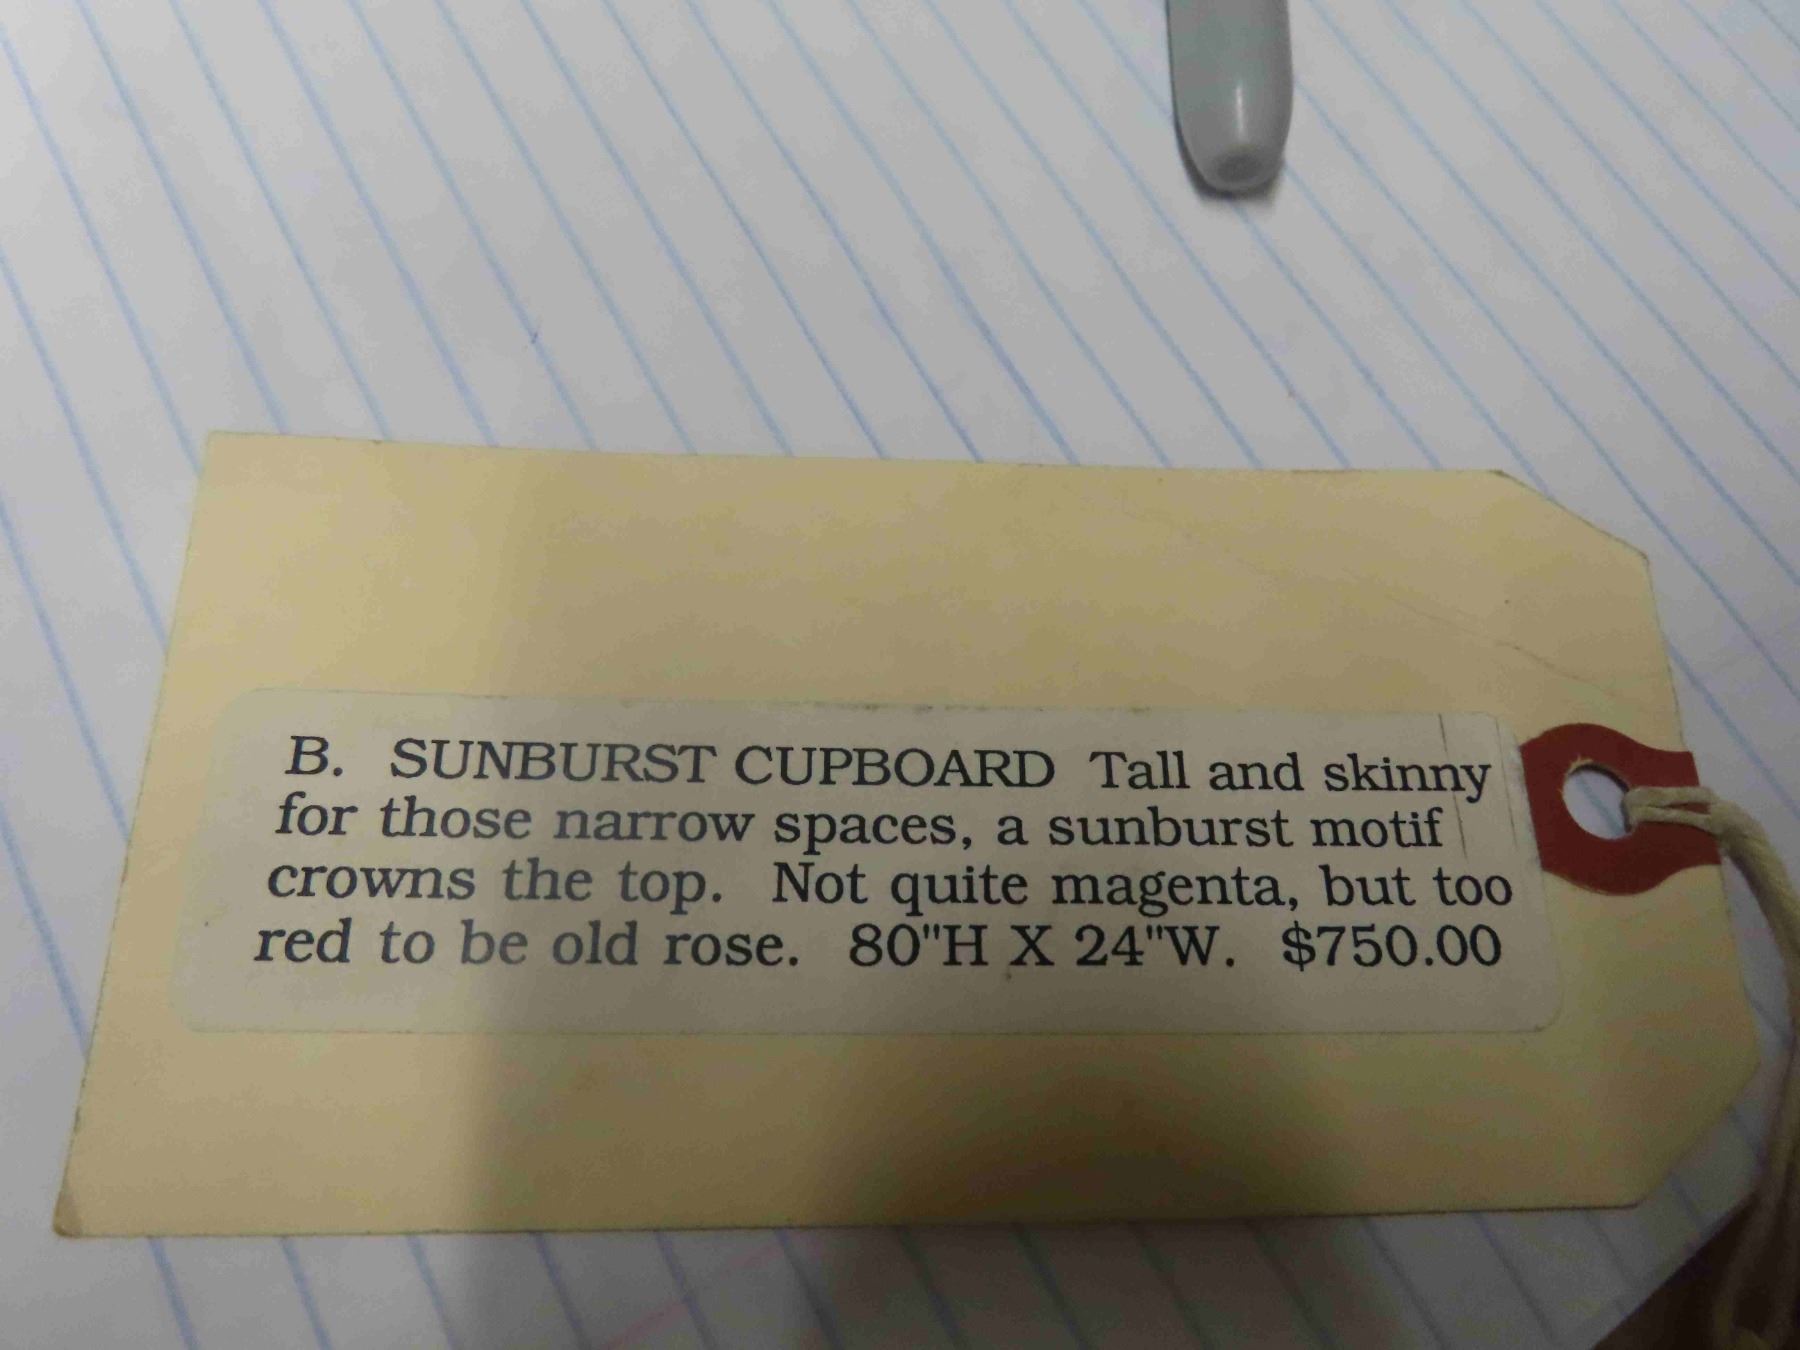 B. SUNBURST CUPBOARD Tall and skinny
for those narrow spaces, a sunburst motif
crowns the top. Not quite magenta, but too
red to be old rose. 80"H X 24"W. $750.00